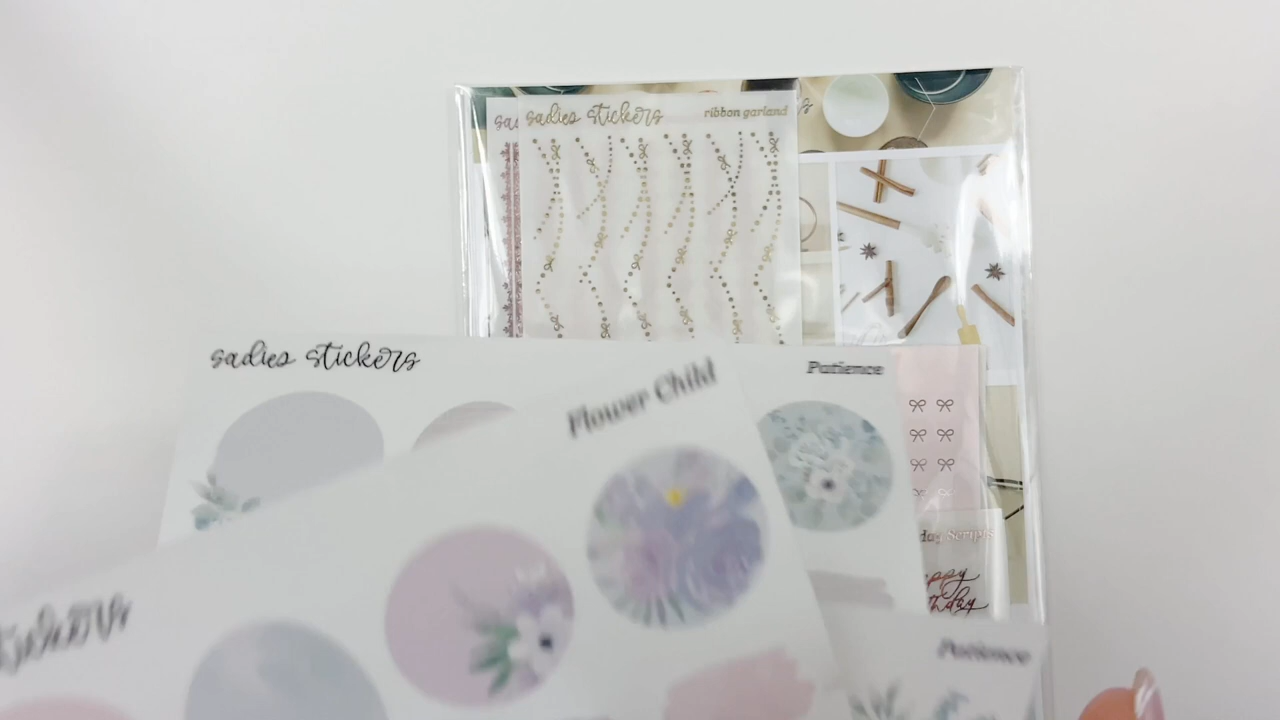 sadies stickers
ribbon garland
sadies stickers
Patience
Flower Child
Patience